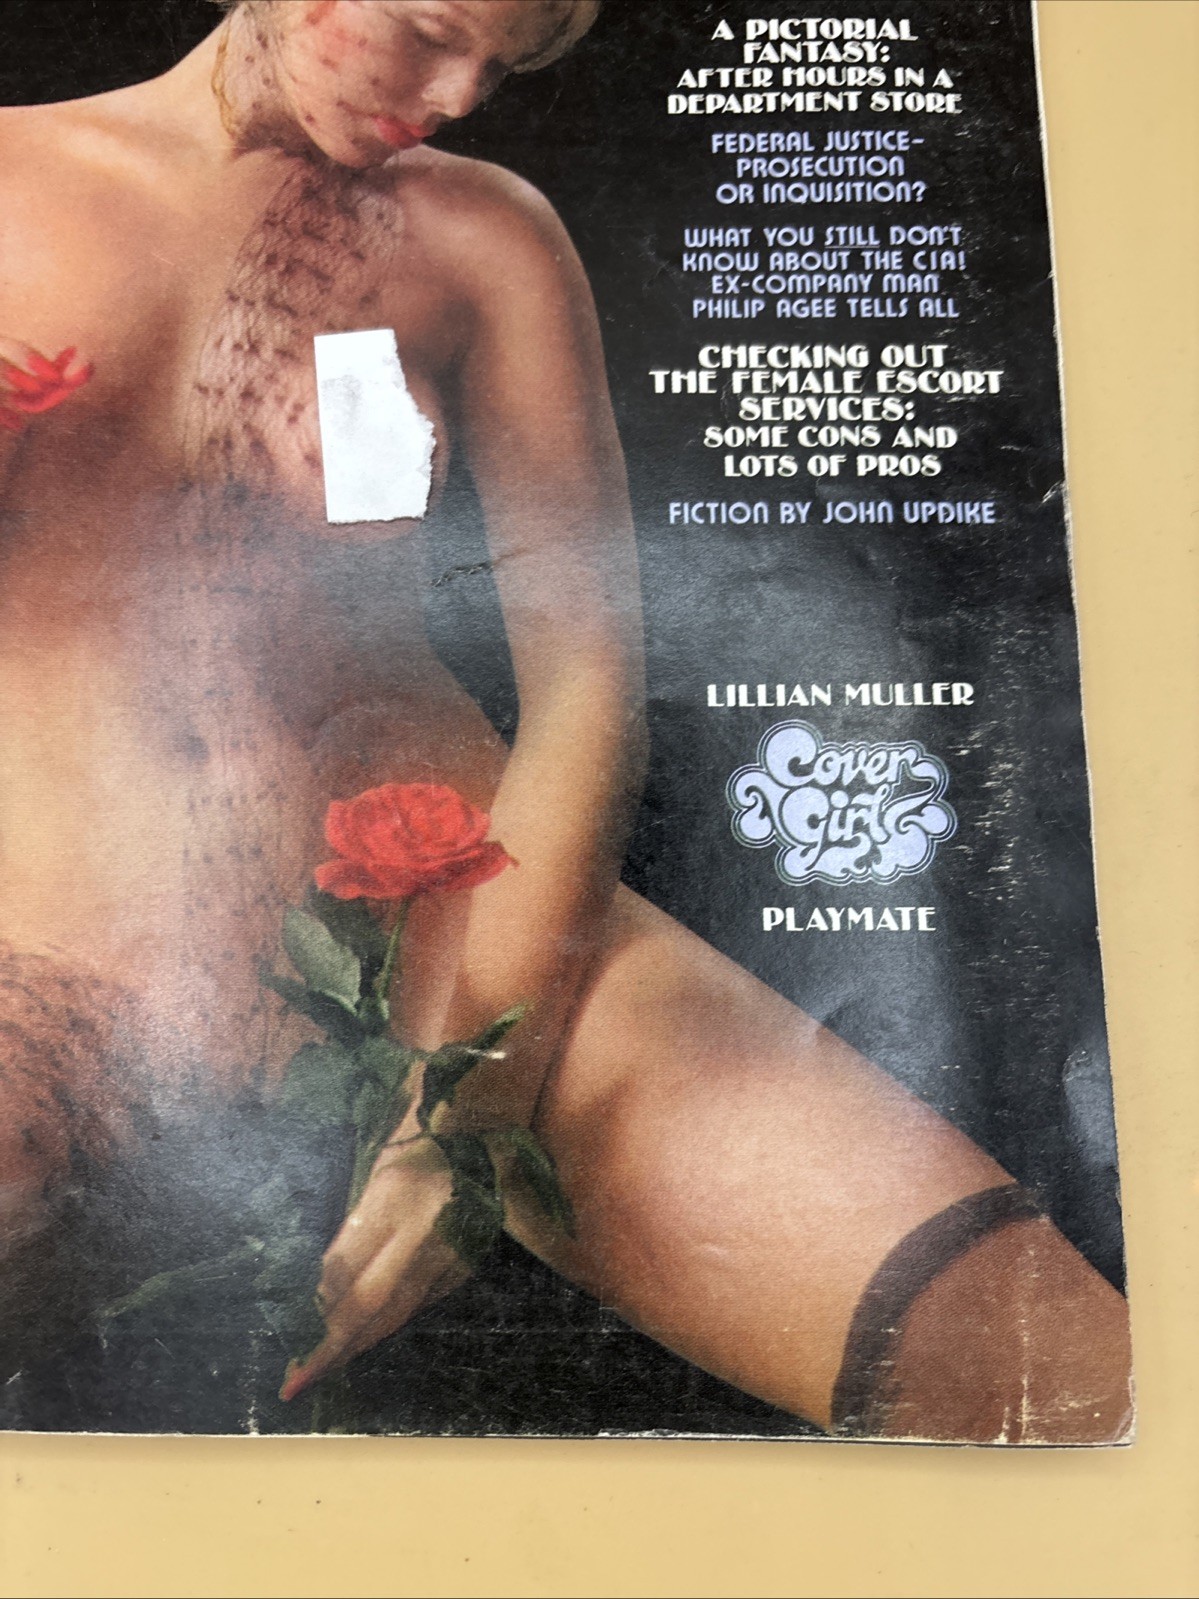 A PICTORIAL
FANTASY:
AFTER HOURS IN A
DEPARTMENT STORE
FEDERAL JUSTICE-
PROSECUTION
OR INQUISITION?
WHAT YOU STILL DON'T
KNOW ABOUT THE CIA!
EX-COMPANY MAN
PHILIP AGEE TELLS ALL
CHECKING OUT
THE FEMALE ESCORT
SERVICES:
SOME CONS AND
LOTS OF PROS
FICTION BY JOHN UPDIKE
LILLIAN MULLER
Cover
Girl
PLAYMATE